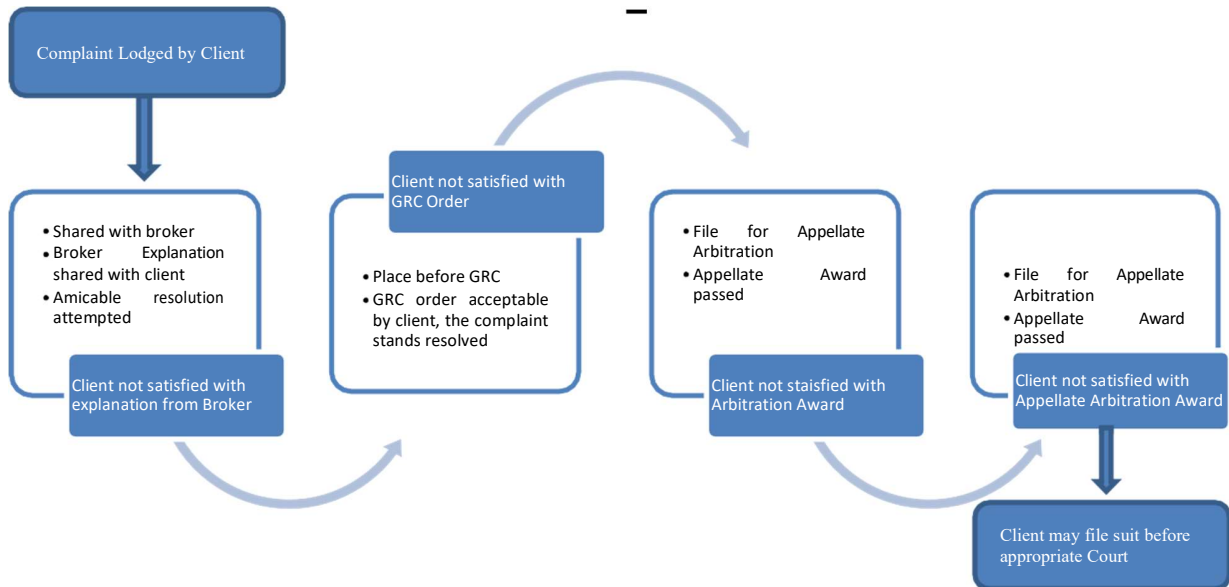 –
Complaint Lodged by Client
• Shared with broker
• Broker Explanation
shared with client
• Amicable resolution
attempted
Client not satisfied with
explanation from Broker
Client not satisfied with
GRC Order
• Place before GRC
• GRC order acceptable
by client, the complaint
stands resolved
• File for Appellate
Arbitration
• Appellate Award
passed
Client not staisfied with
Arbitration Award
• File for Appellate
Arbitration
• Appellate Award
passed
Client not satisfied with
Appellate Arbitration Award
Client may file suit before
appropriate Court